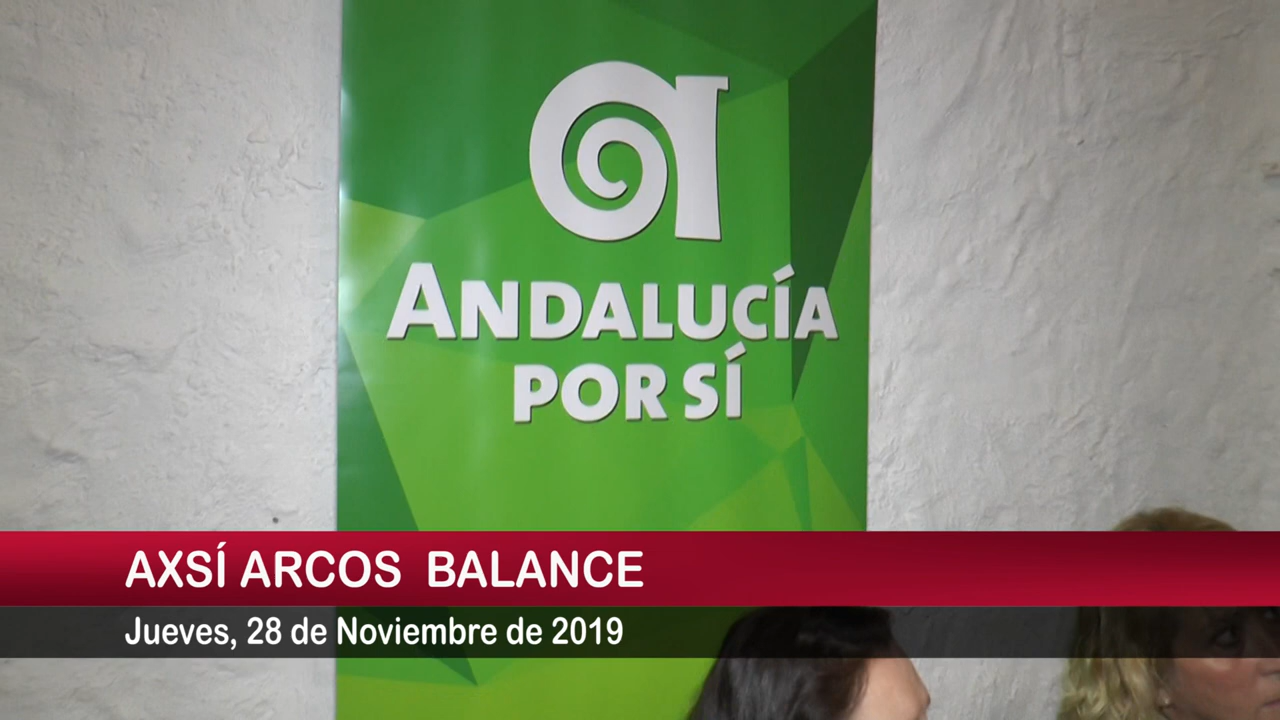 ANDALUCÍA
POR SÍ
AXSÍ ARCOS BALANCE
Jueves, 28 de Noviembre de 2019